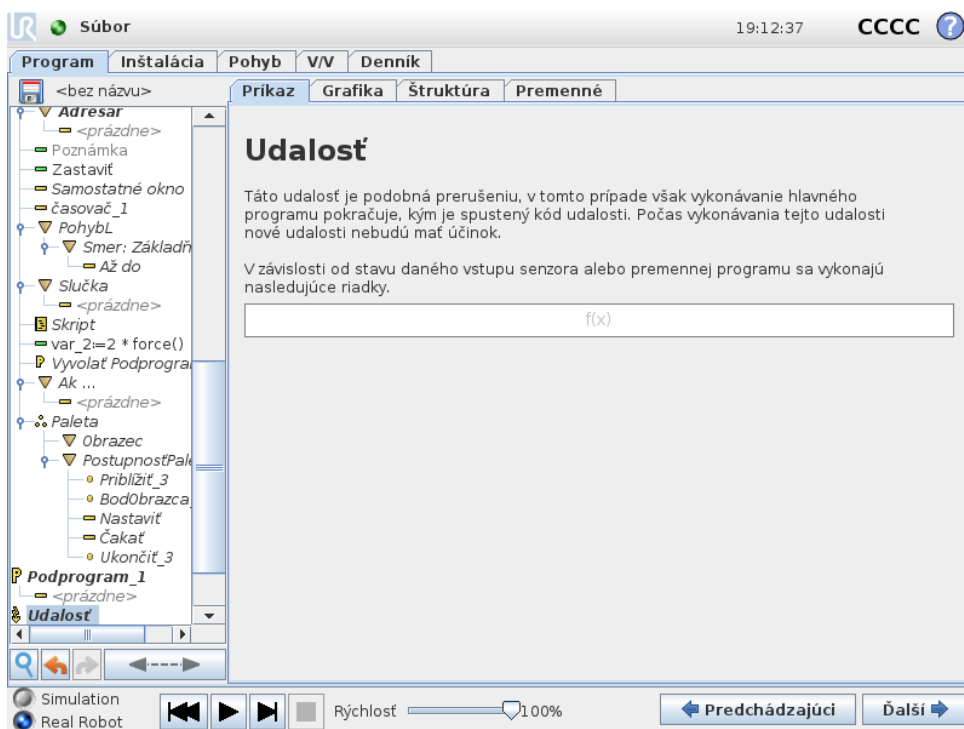 UR Súbor 19:12:37 CCCC ?
Program Inštalácia Pohyb V/V Denník
<bez názvu> Príkaz Grafika Štruktúra Premenné
Adresár
<prázdne>
Poznámka
Zastaviť
Samostatné okno
časovač_1
PohybL
Smer: Základň
Až do
Slučka
<prázdne>
Skript
var_2:=2 * force()
Vyvolať Podprogra
Ak ...
<prázdne>
Paleta
Obrazec
PostupnosťPale
Priblížiť_3
BodObrazca_
Nastaviť
Čakať
Ukončiť_3
Podprogram_1
<prázdne>
Udalosť
Udalosť
Táto udalosť je podobná prerušeniu, v tomto prípade však vykonávanie hlavného
programu pokračuje, kým je spustený kód udalosti. Počas vykonávania tejto udalosti
nové udalosti nebudú mať účinok.
V závislosti od stavu daného vstupu senzora alebo premennej programu sa vykonajú
nasledujúce riadky.
f(x)
Simulation
Real Robot
Rýchlosť 100%
Predchádzajúci Ďalší